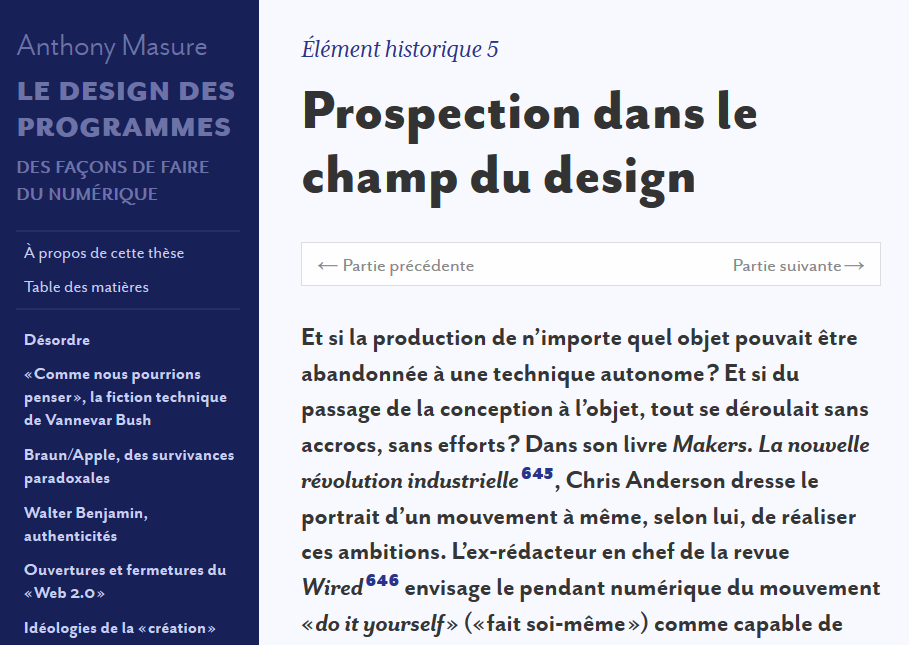 Anthony Masure
LE DESIGN DES
PROGRAMMES
DES FAÇONS DE FAIRE
DU NUMÉRIQUE
À propos de cette thèse
Table des matières
Désordre
«Comme nous pourrions
penser», la fiction technique
de Vannevar Bush
Braun/Apple, des survivances
paradoxales
Walter Benjamin,
authenticités
Ouvertures et fermetures du
«Web 2.0»
Idéologies de la «création»
Élément historique 5
Prospection dans le
champ du design
← Partie précédente
Partie suivante →
Et si la production de n’importe quel objet pouvait être
abandonnée à une technique autonome? Et si du
passage de la conception à l’objet, tout se déroulait sans
accrocs, sans efforts? Dans son livre Makers. La nouvelle
révolution industrielle 645, Chris Anderson dresse le
portrait d’un mouvement à même, selon lui, de réaliser
ces ambitions. L’ex-rédacteur en chef de la revue
Wired 646 envisage le pendant numérique du mouvement
«do it yourself» («fait soi-même») comme capable de